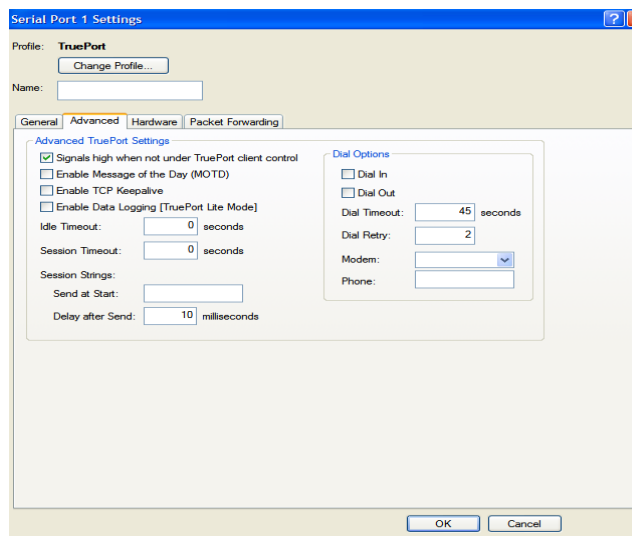 Serial Port 1 Settings
?
Profile: TruePort
Change Profile...
Name:
General Advanced Hardware Packet Forwarding
Advanced TruePort Settings
Signals high when not under TruePort client control
Enable Message of the Day (MOTD)
Enable TCP Keepalive
Enable Data Logging [TruePort Lite Mode]
Idle Timeout: 0 seconds
Session Timeout: 0 seconds
Session Strings:
Send at Start:
Delay after Send: 10 milliseconds
Dial Options
Dial In
Dial Out
Dial Timeout: 45 seconds
Dial Retry: 2
Modem:
Phone:
OK Cancel